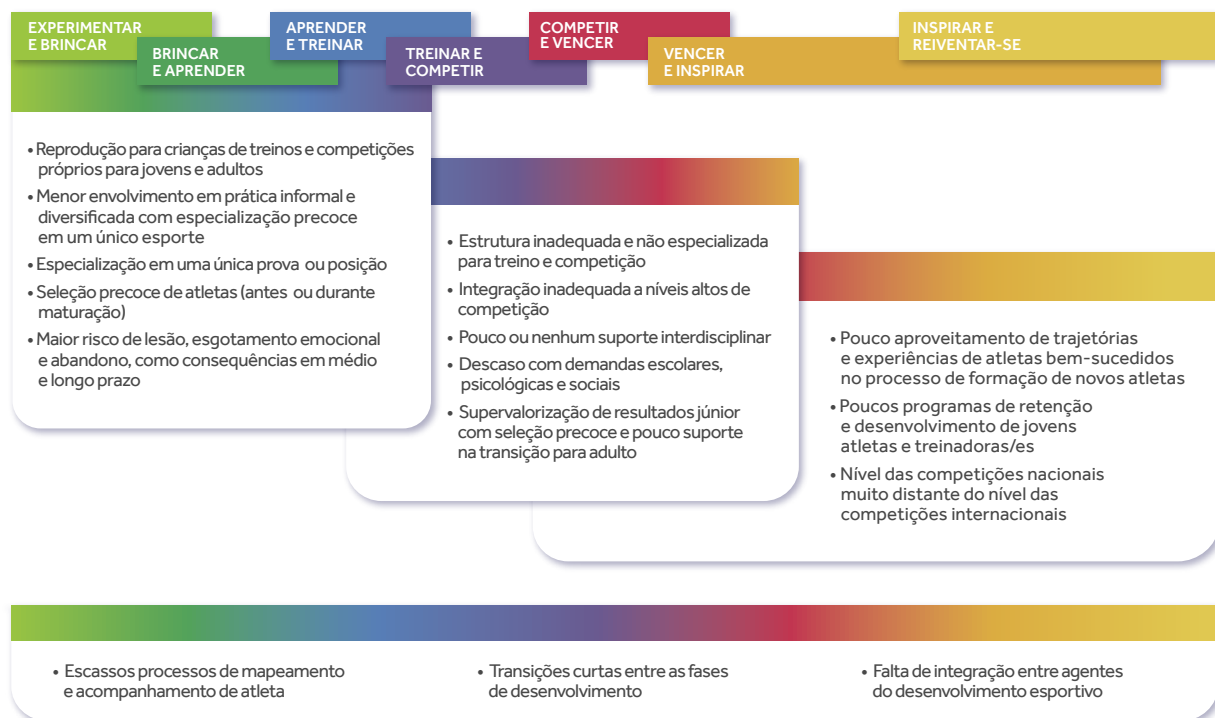 EXPERIMENTAR
E BRINCAR
BRINCAR
E APRENDER
APRENDER
E TREINAR
TREINAR E
COMPETIR
COMPETIR
E VENCER
VENCER
E INSPIRAR
INSPIRAR E
REIVENTAR-SE
• Reprodução para crianças de treinos e competições
próprios para jovens e adultos
• Menor envolvimento em prática informal e
diversificada com especialização precoce
em um único esporte
• Especialização em uma única prova ou posição
• Seleção precoce de atletas (antes ou durante
maturação)
• Maior risco de lesão, esgotamento emocional
e abandono, como consequências em médio
e longo prazo
• Estrutura inadequada e não especializada
para treino e competição
• Integração inadequada a níveis altos de
competição
• Pouco ou nenhum suporte interdisciplinar
• Descaso com demandas escolares,
psicológicas e sociais
• Supervalorização de resultados júnior
com seleção precoce e pouco suporte
na transição para adulto
• Pouco aproveitamento de trajetórias
e experiências de atletas bem-sucedidos
no processo de formação de novos atletas
• Poucos programas de retenção
e desenvolvimento de jovens
atletas e treinadoras/es
• Nível das competições nacionais
muito distante do nível das
competições internacionais
• Escassos processos de mapeamento
e acompanhamento de atleta
• Transições curtas entre as fases
de desenvolvimento
• Falta de integração entre agentes
do desenvolvimento esportivo